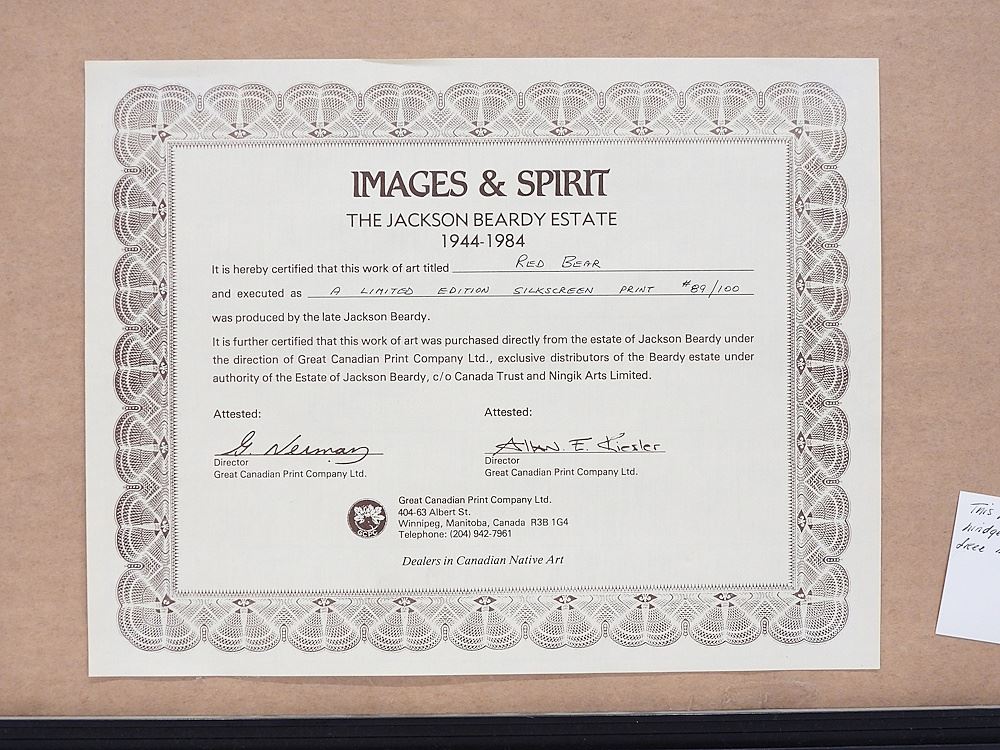 IMAGES & SPIRIT
THE JACKSON BEARDY ESTATE
1944-1984
It is hereby certified that this work of art titled RED BEAR
and executed as A LIMITED EDITION SILKSCREEN PRINT #89/100
was produced by the late Jackson Beardy.
It is further certified that this work of art was purchased directly from the estate of Jackson Beardy under
the direction of Great Canadian Print Company Ltd., exclusive distributors of the Beardy estate under
authority of the Estate of Jackson Beardy, c/o Canada Trust and Ningik Arts Limited.
Attested: Attested:
G. Nerman Allan. E. Kiesler
Director Director
Great Canadian Print Company Ltd. Great Canadian Print Company Ltd.
GCPC
Great Canadian Print Company Ltd.
404-63 Albert St.
Winnipeg, Manitoba, Canada R3B 1G4
Telephone: (204) 942-7961
Dealers in Canadian Native Art
This